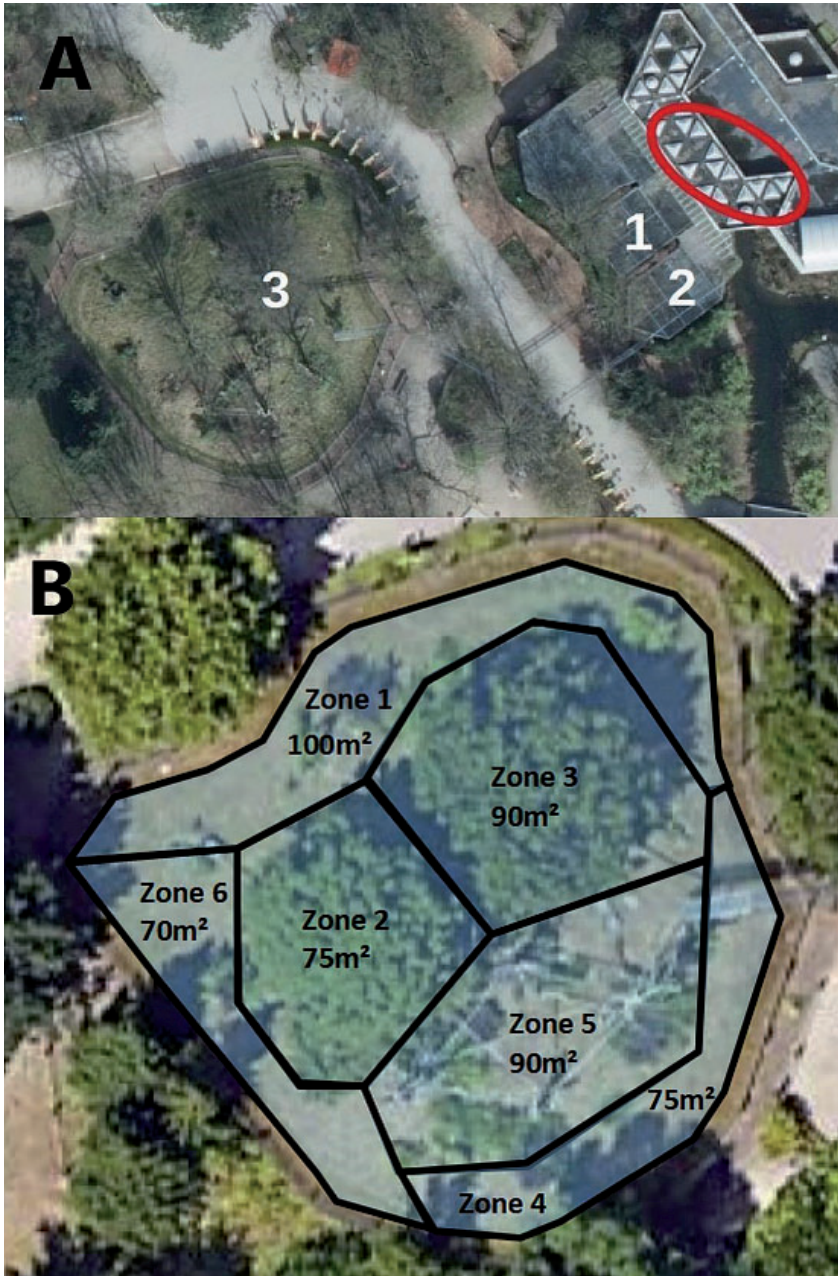 A
1
2
3
B
Zone 1
100m²
Zone 3
90m²
Zone 6
70m²
Zone 2
75m²
Zone 5
90m²
75m²
Zone 4